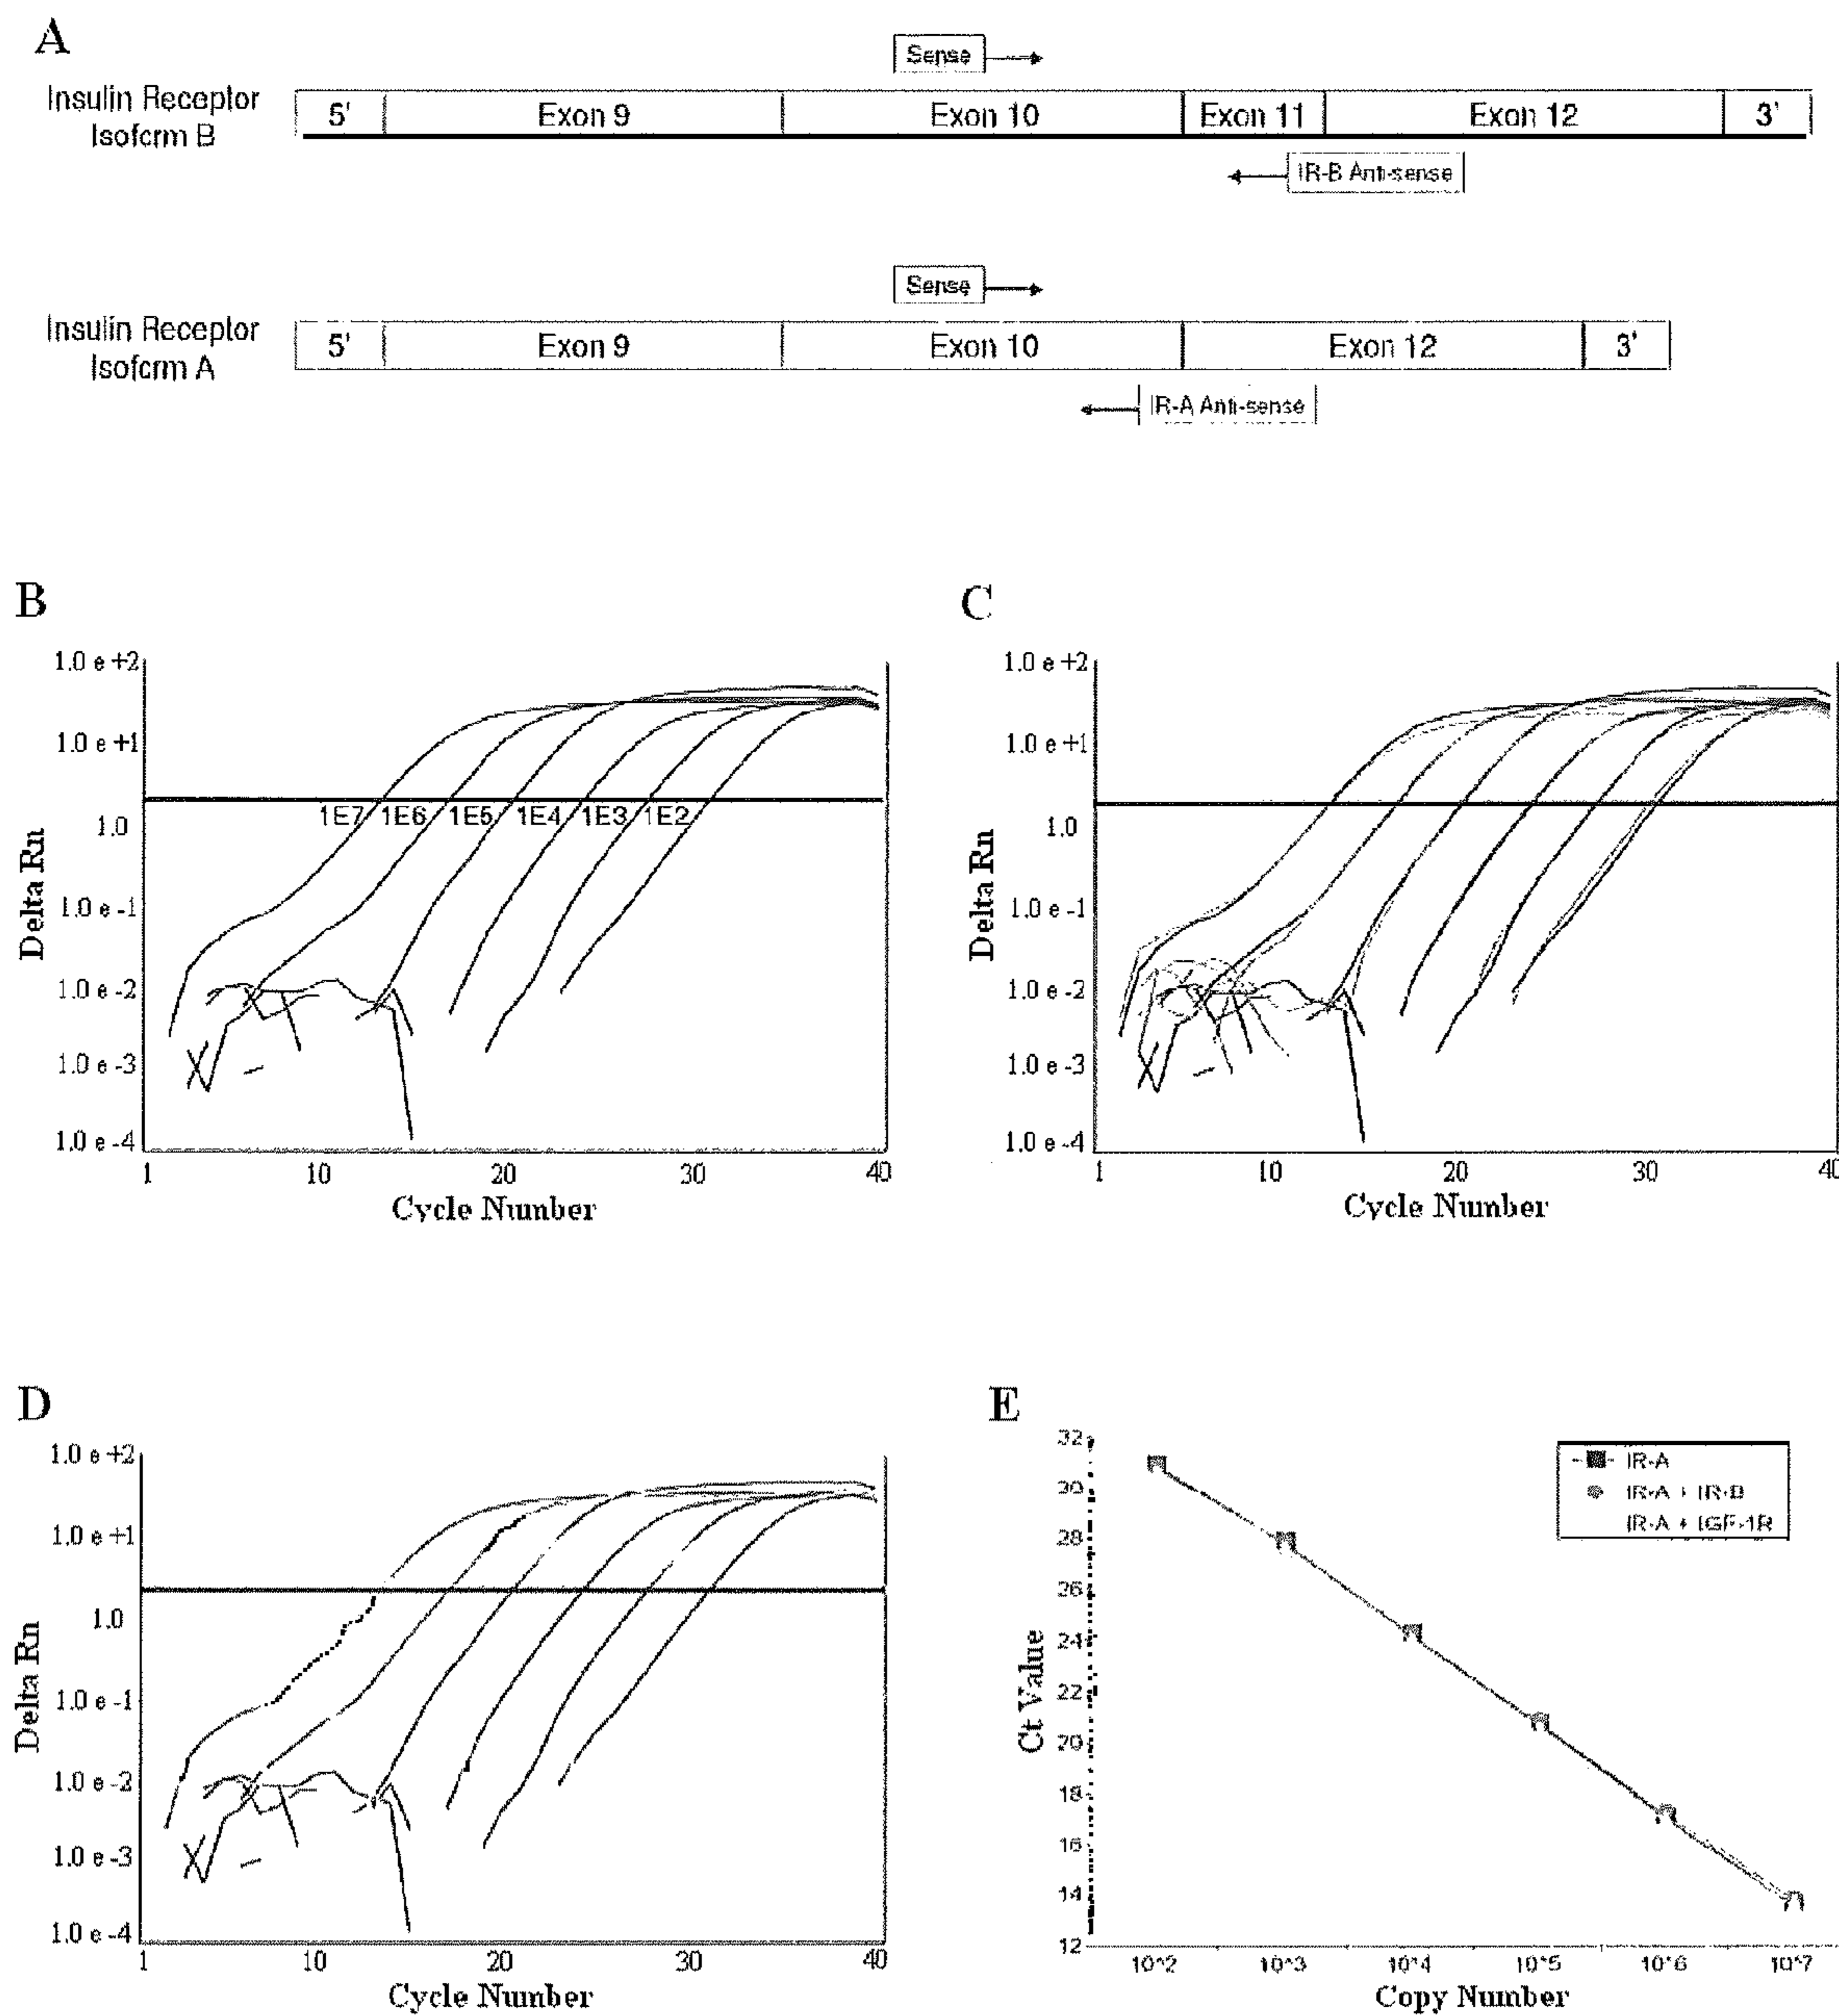 A
Sense
Insulin Receptor
Isoform B
5' Exon 9 Exon 10 Exon 11 Exon 12 3'
IR-B Anti-sense
Sense
Insulin Receptor
Isoform A
5' Exon 9 Exon 10 Exon 12 3'
IR-A Anti-sense
B
1.0 e +2
1.0 e +1
1.0
1.0 e -1
1.0 e -2
1.0 e -3
1.0 e -4
Delta Rn
1E7 1E6 1E5 1E4 1E3 1E2
1 10 20 30 40
Cycle Number
C
1.0 e +2
1.0 e +1
1.0
1.0 e -1
1.0 e -2
1.0 e -3
1.0 e -4
Delta Rn
1 10 20 30 40
Cycle Number
D
1.0 e +2
1.0 e +1
1.0
1.0 e -1
1.0 e -2
1.0 e -3
1.0 e -4
Delta Rn
1 10 20 30 40
Cycle Number
E
32
30
28
26
24
22
20
18
16
14
12
Ct Value
IR-A
IR-A + IR-B
IR-A + IGF-1R
10^2 10^3 10^4 10^5 10^6 10^7
Copy Number